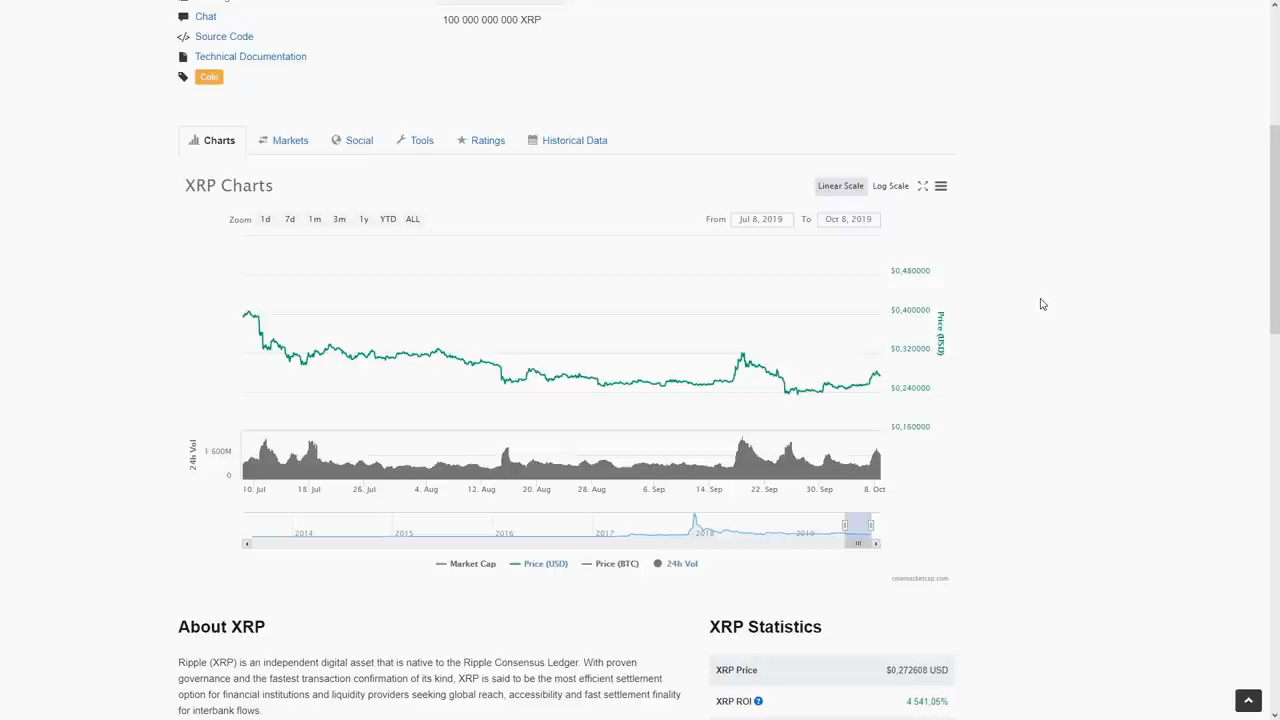 Chat
100 000 000 000 XRP
Source Code
Technical Documentation
Coin
Charts Markets Social Tools Ratings Historical Data
XRP Charts
Linear Scale Log Scale
Zoom 1d 7d 1m 3m 1y YTD ALL
From Jul 8, 2019 To Oct 8, 2019
$0,480000
$0,400000
$0,320000
$0,240000
$0,160000
Price (USD)
24h Vol
1 600M
0
10. Jul 18. Jul 26. Jul 4. Aug 12. Aug 20. Aug 28. Aug 6. Sep 14. Sep 22. Sep 30. Sep 8. Oct
2014 2015 2016 2017 2018 2019
Market Cap Price (USD) Price (BTC) 24h Vol
coinmarketcap.com
About XRP
Ripple (XRP) is an independent digital asset that is native to the Ripple Consensus Ledger. With proven
governance and the fastest transaction confirmation of its kind, XRP is said to be the most efficient settlement
option for financial institutions and liquidity providers seeking global reach, accessibility and fast settlement finality
for interbank flows.
XRP Statistics
XRP Price $0,272608 USD
XRP ROI 4 541,05%